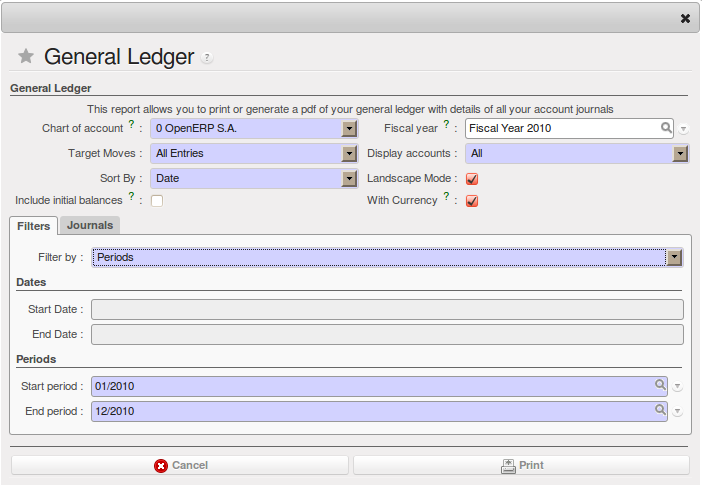 General Ledger ?
General Ledger
This report allows you to print or generate a pdf of your general ledger with details of all your account journals
Chart of account ? : 0 OpenERP S.A. Fiscal year ? : Fiscal Year 2010
Target Moves : All Entries Display accounts : All
Sort By : Date Landscape Mode :
Include initial balances ? : With Currency ? :
Filters Journals
Filter by : Periods
Dates
Start Date :
End Date :
Periods
Start period : 01/2010
End period : 12/2010
Cancel Print